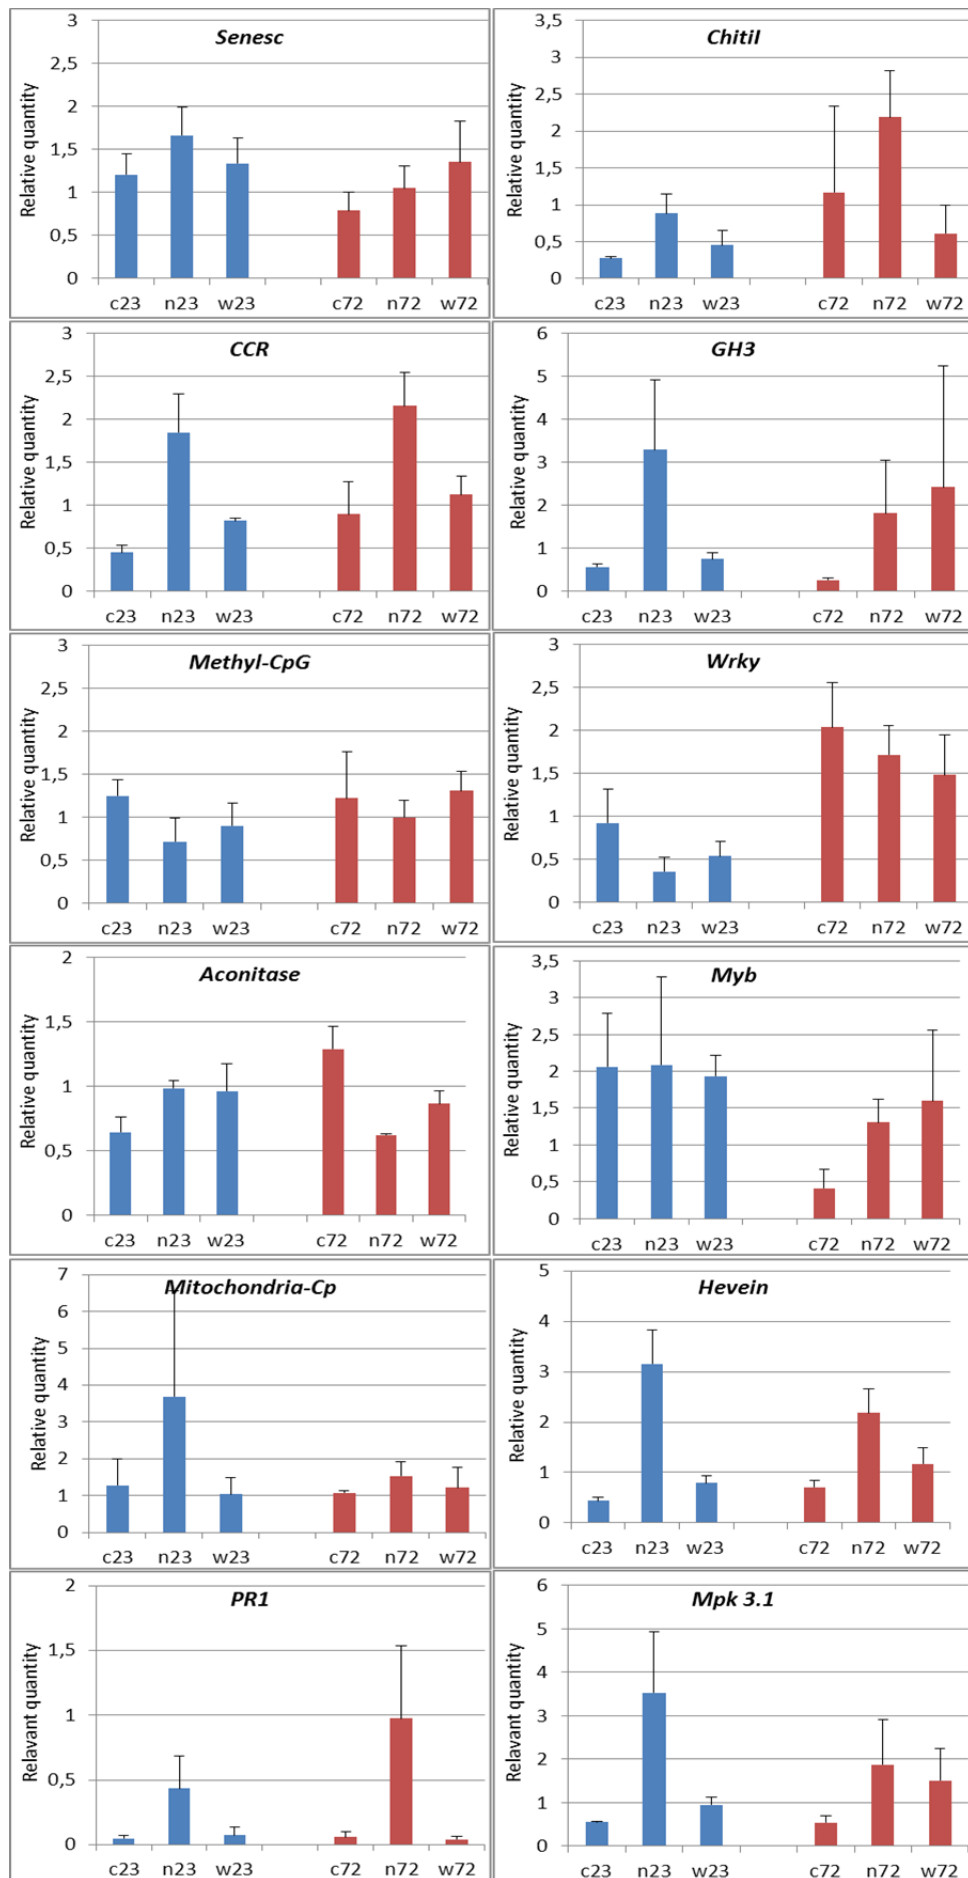 Senesc
Relative quantity
3
2,5
2
1,5
1
0,5
0
c23 n23 w23 c72 n72 w72
ChitiI
Relative quantity
3,5
3
2,5
2
1,5
1
0,5
0
c23 n23 w23 c72 n72 w72
CCR
Relative quantity
3
2,5
2
1,5
1
0,5
0
c23 n23 w23 c72 n72 w72
GH3
Relative quantity
6
5
4
3
2
1
0
c23 n23 w23 c72 n72 w72
Methyl-CpG
Relative quantity
3
2,5
2
1,5
1
0,5
0
c23 n23 w23 c72 n72 w72
Wrky
Relative quantity
3
2,5
2
1,5
1
0,5
0
c23 n23 w23 c72 n72 w72
Aconitase
Relative quantity
2
1,5
1
0,5
0
c23 n23 w23 c72 n72 w72
Myb
Relative quantity
3,5
3
2,5
2
1,5
1
0,5
0
c23 n23 w23 c72 n72 w72
Mitochondria-Cp
Relative quantity
7
6
5
4
3
2
1
0
c23 n23 w23 c72 n72 w72
Hevein
Relative quantity
5
4
3
2
1
0
c23 n23 w23 c72 n72 w72
PR1
Relavant quantity
2
1,5
1
0,5
0
c23 n23 w23 c72 n72 w72
Mpk 3.1
Relavant quantity
6
5
4
3
2
1
0
c23 n23 w23 c72 n72 w72